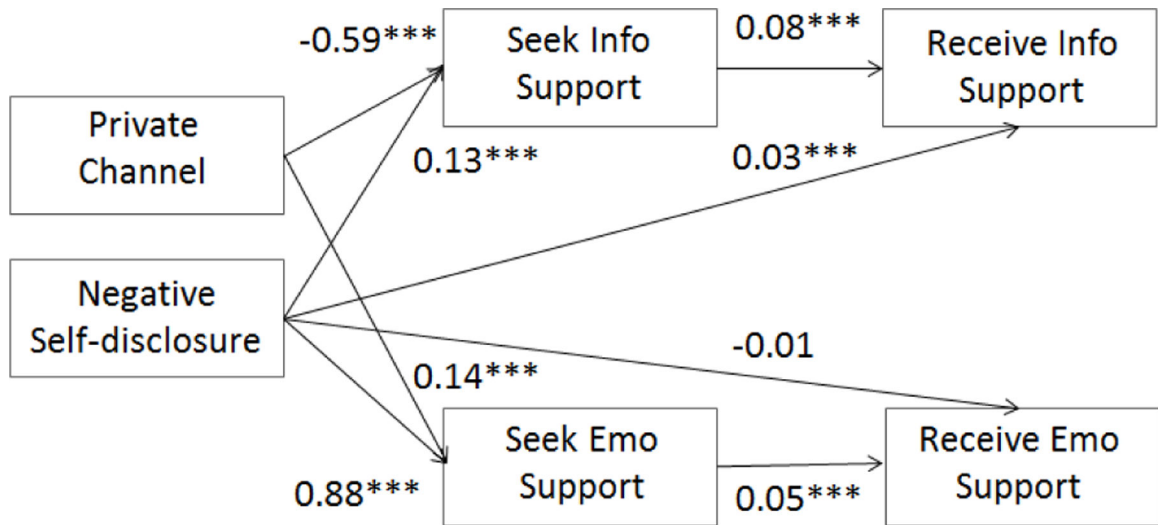 -0.59***
Seek Info
Support
0.08***
Receive Info
Support
Private
Channel
0.13***
0.03***
Negative
Self-disclosure
-0.01
0.14***
Seek Emo
Support
Receive Emo
Support
0.88***
0.05***